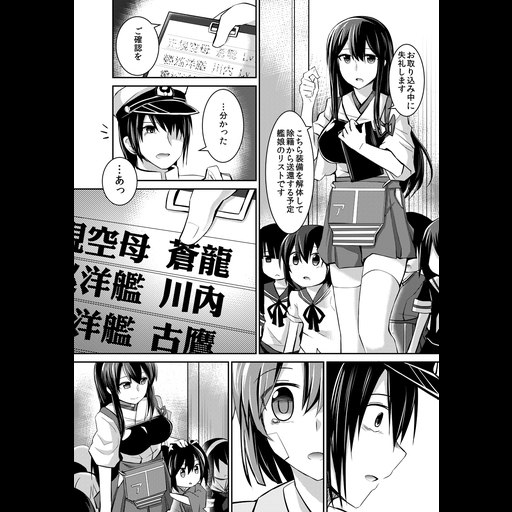 お取り込み中に
失礼します
こちら装備を解体して
除籍から送還する予定
艦娘のリストです
ご確認を
…分かった
…あっ
親空母 蒼龍
洋艦 川内
洋艦 古鷹
ア